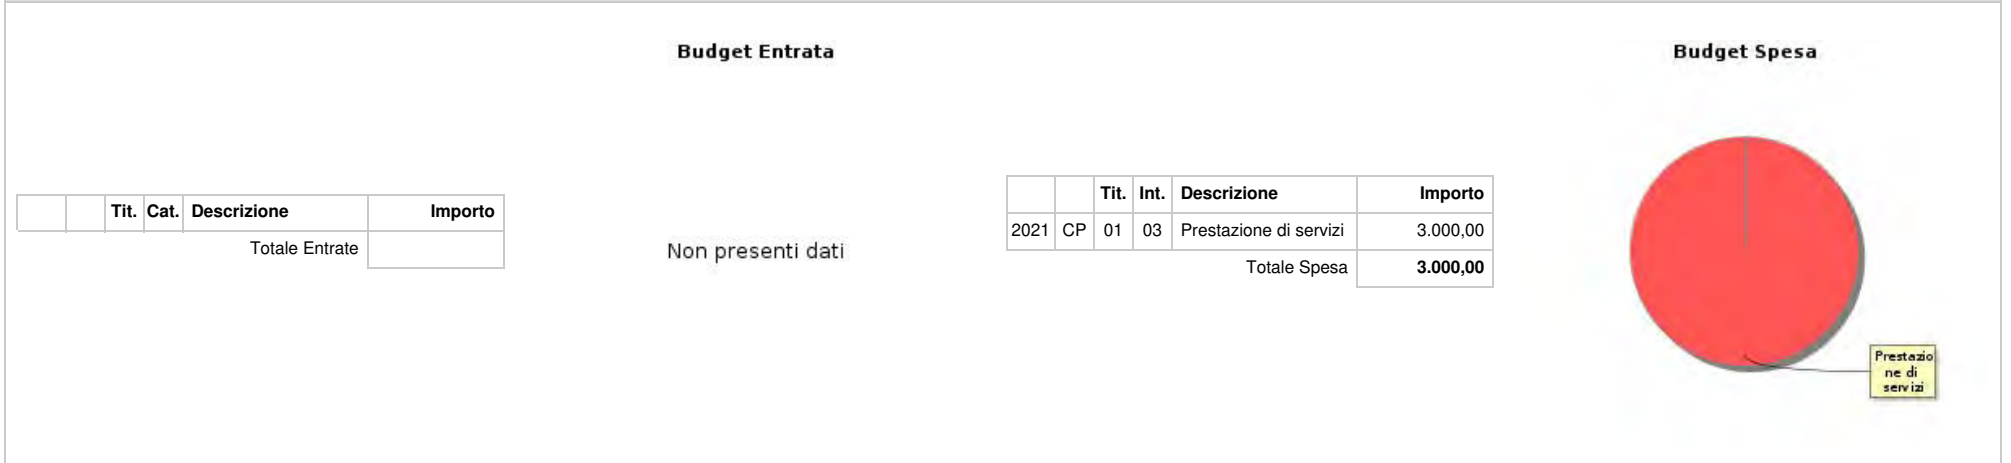 Budget Entrata
Budget Spesa
Tit. Cat. Descrizione Importo
Totale Entrate
Non presenti dati
Tit. Int. Descrizione Importo
2021 CP 01 03 Prestazione di servizi 3.000,00
Totale Spesa 3.000,00
Prestazio
ne di
servizi